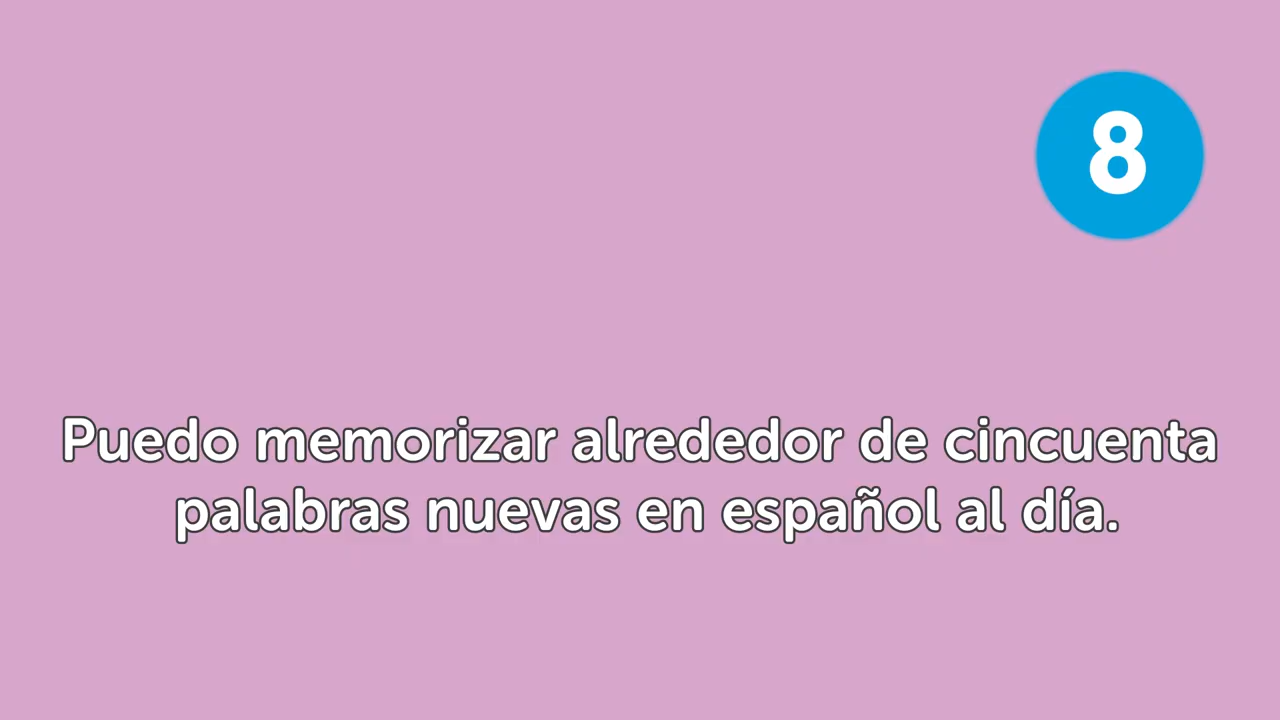 8
Puedo memorizar alrededor de cincuenta
palabras nuevas en español al día.